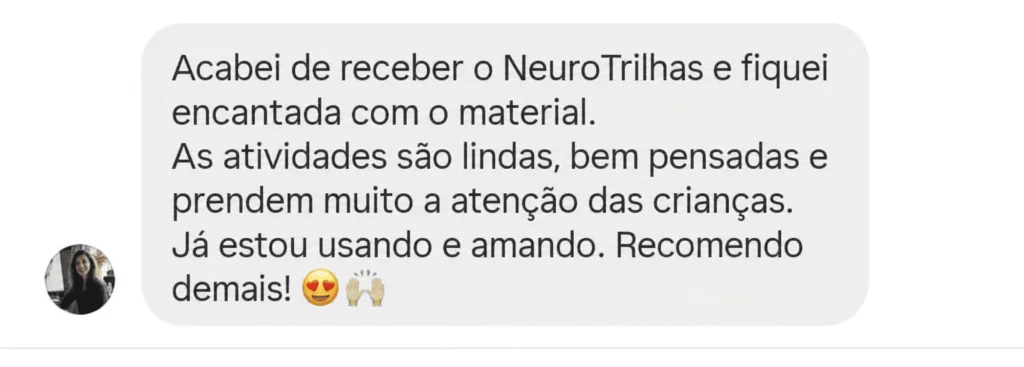 Acabei de receber o NeuroTrilhas e fiquei
encantada com o material.
As atividades são lindas, bem pensadas e
prendem muito a atenção das crianças.
Já estou usando e amando. Recomendo
demais! 😍🙌🏼